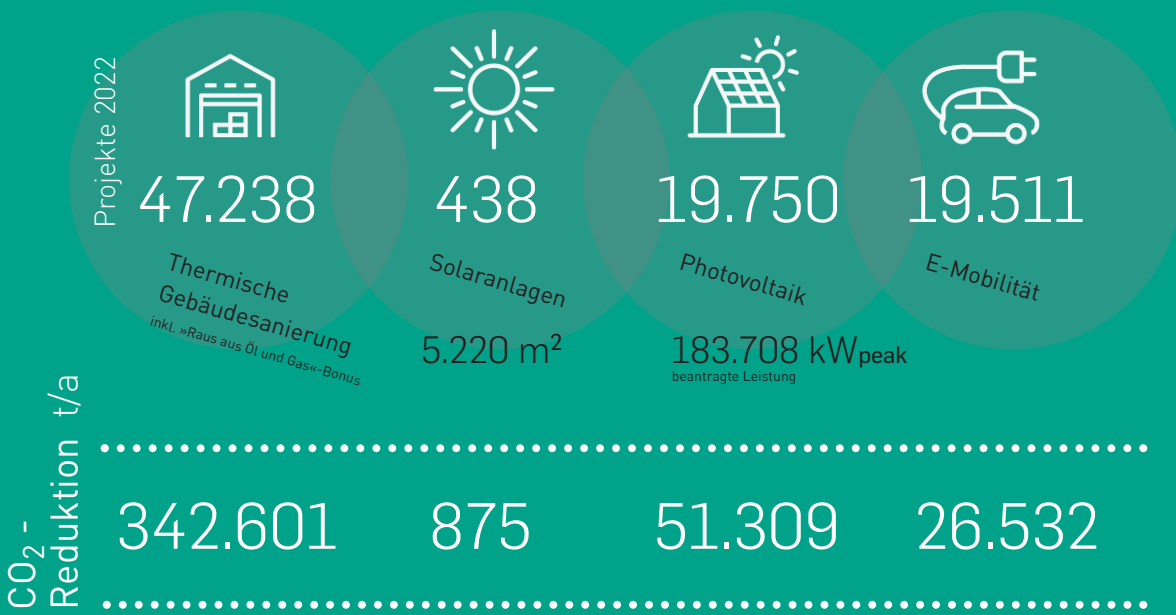 Projekte 2022
47.238
Thermische
Gebäudesanierung
inkl. »Raus aus Öl und Gas«-Bonus
438
Solaranlagen
5.220 m²
19.750
Photovoltaik
183.708 kWpeak
beantragte Leistung
19.511
E-Mobilität
CO₂ -
Reduktion t/a
342.601
875
51.309
26.532